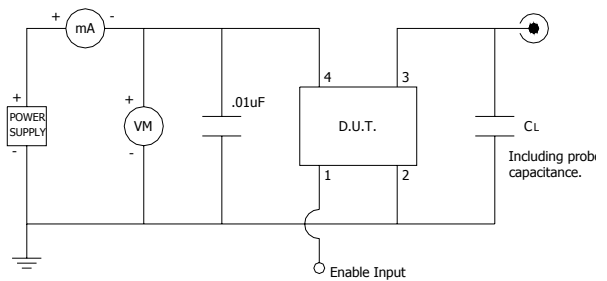 + mA -
4 3
+ POWER SUPPLY -
+ VM -
.01uF
D.U.T.
CL
Including probe
capacitance.
1 2
Enable Input